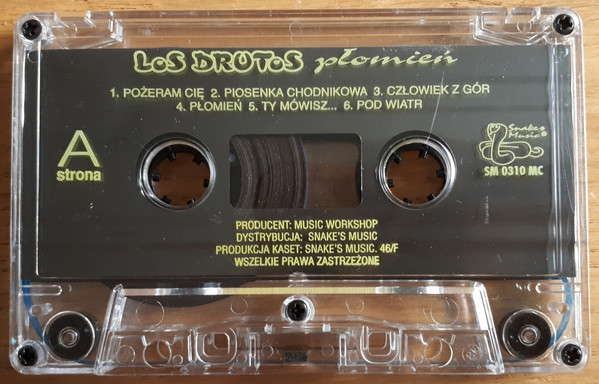 LoS DRUToS płomień
1. POŻERAM CIĘ 2. PIOSENKA CHODNIKOWA 3. CZŁOWIEK Z GÓR
4. PŁOMIEŃ 5. TY MÓWISZ... 6. POD WIATR
A
strona
Snake's
Music
SM 0310 MC
PRODUCENT: MUSIC WORKSHOP
DYSTRYBUCJA: SNAKE'S MUSIC
PRODUKCJA KASET: SNAKE'S MUSIC. 46/F
WSZELKIE PRAWA ZASTRZEŻONE